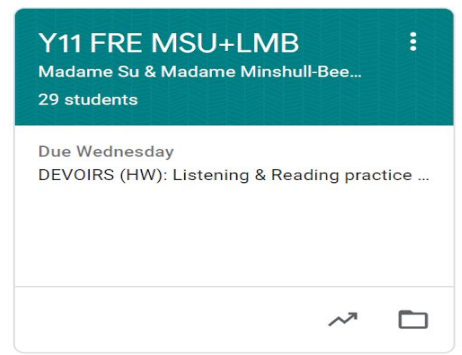 Y11 FRE MSU+LMB
Madame Su & Madame Minshull-Bee...
29 students
Due Wednesday
DEVOIRS (HW): Listening & Reading practice ...